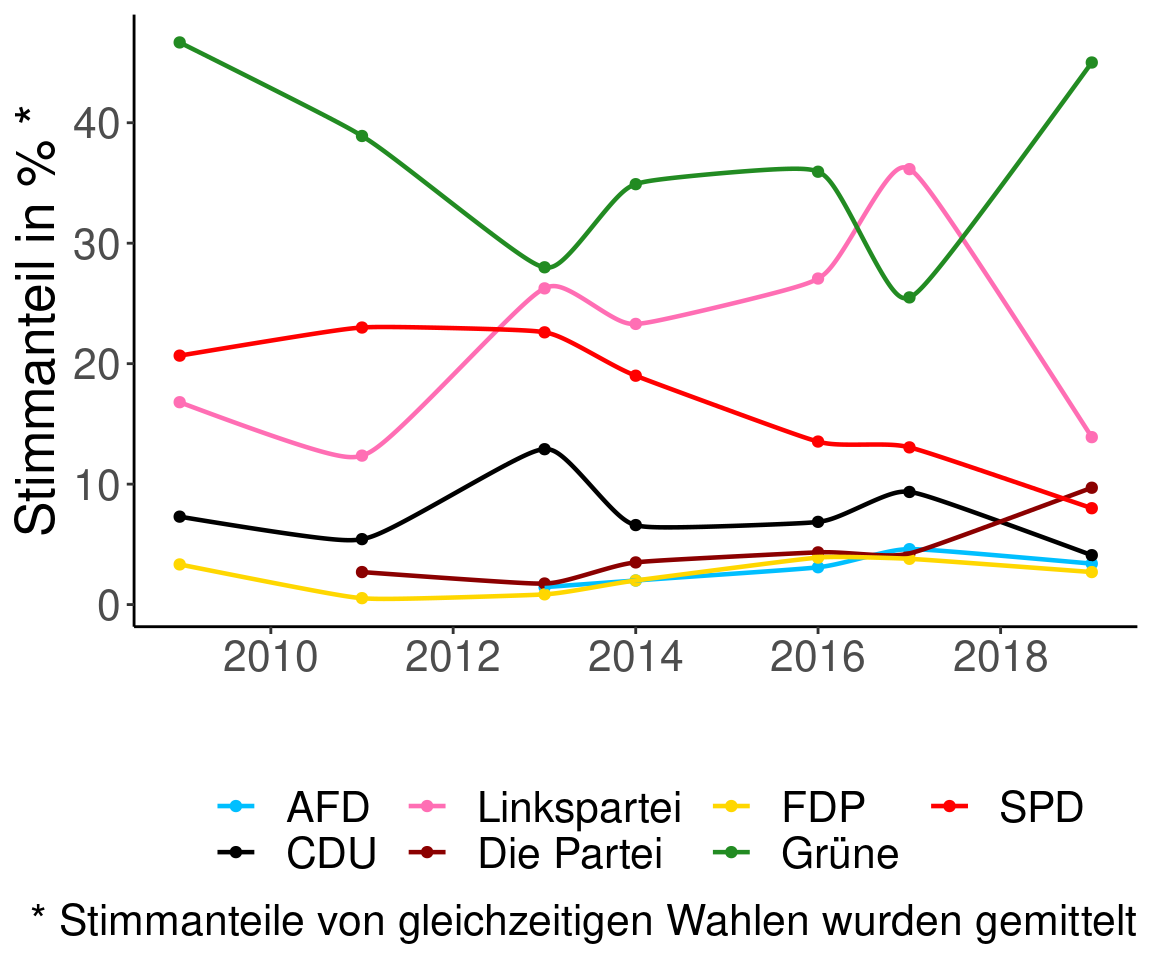 Stimmanteil in % *
40
30
20
10
0
2010 2012 2014 2016 2018
AFD Linkspartei FDP SPD
CDU Die Partei Grüne
* Stimmanteile von gleichzeitigen Wahlen wurden gemittelt